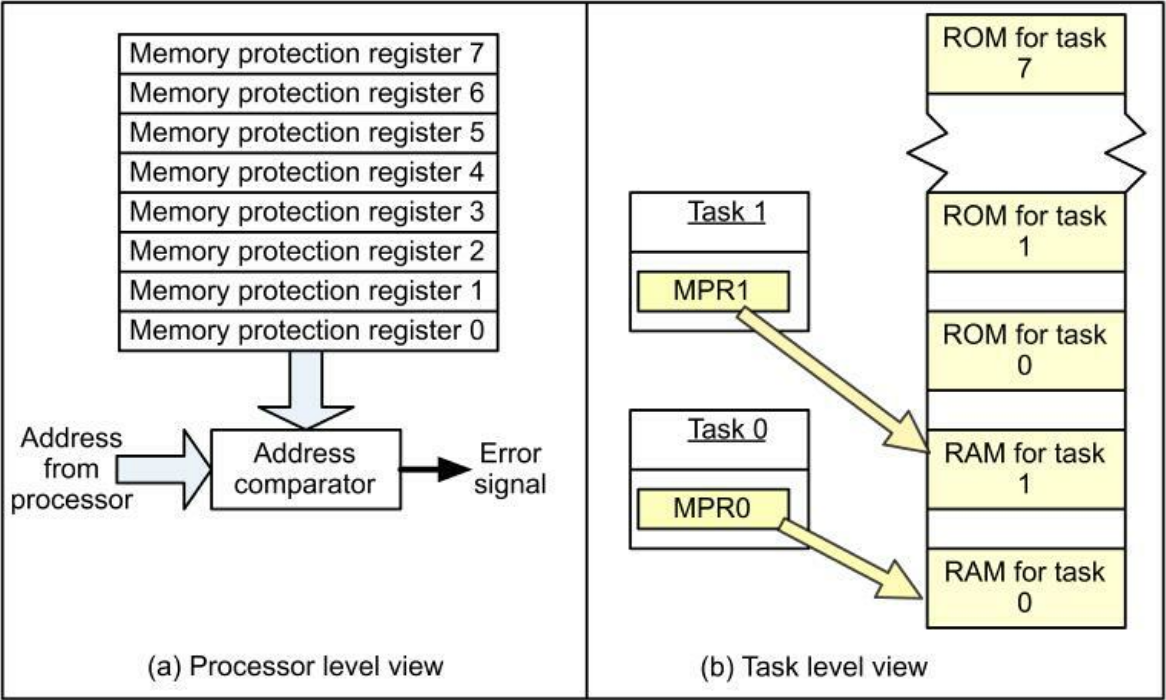 Memory protection register 7
Memory protection register 6
Memory protection register 5
Memory protection register 4
Memory protection register 3
Memory protection register 2
Memory protection register 1
Memory protection register 0
Address
from
processor
Address
comparator
Error
signal
(a) Processor level view
Task 1
MPR1
Task 0
MPR0
ROM for task
7
ROM for task
1
ROM for task
0
RAM for task
1
RAM for task
0
(b) Task level view